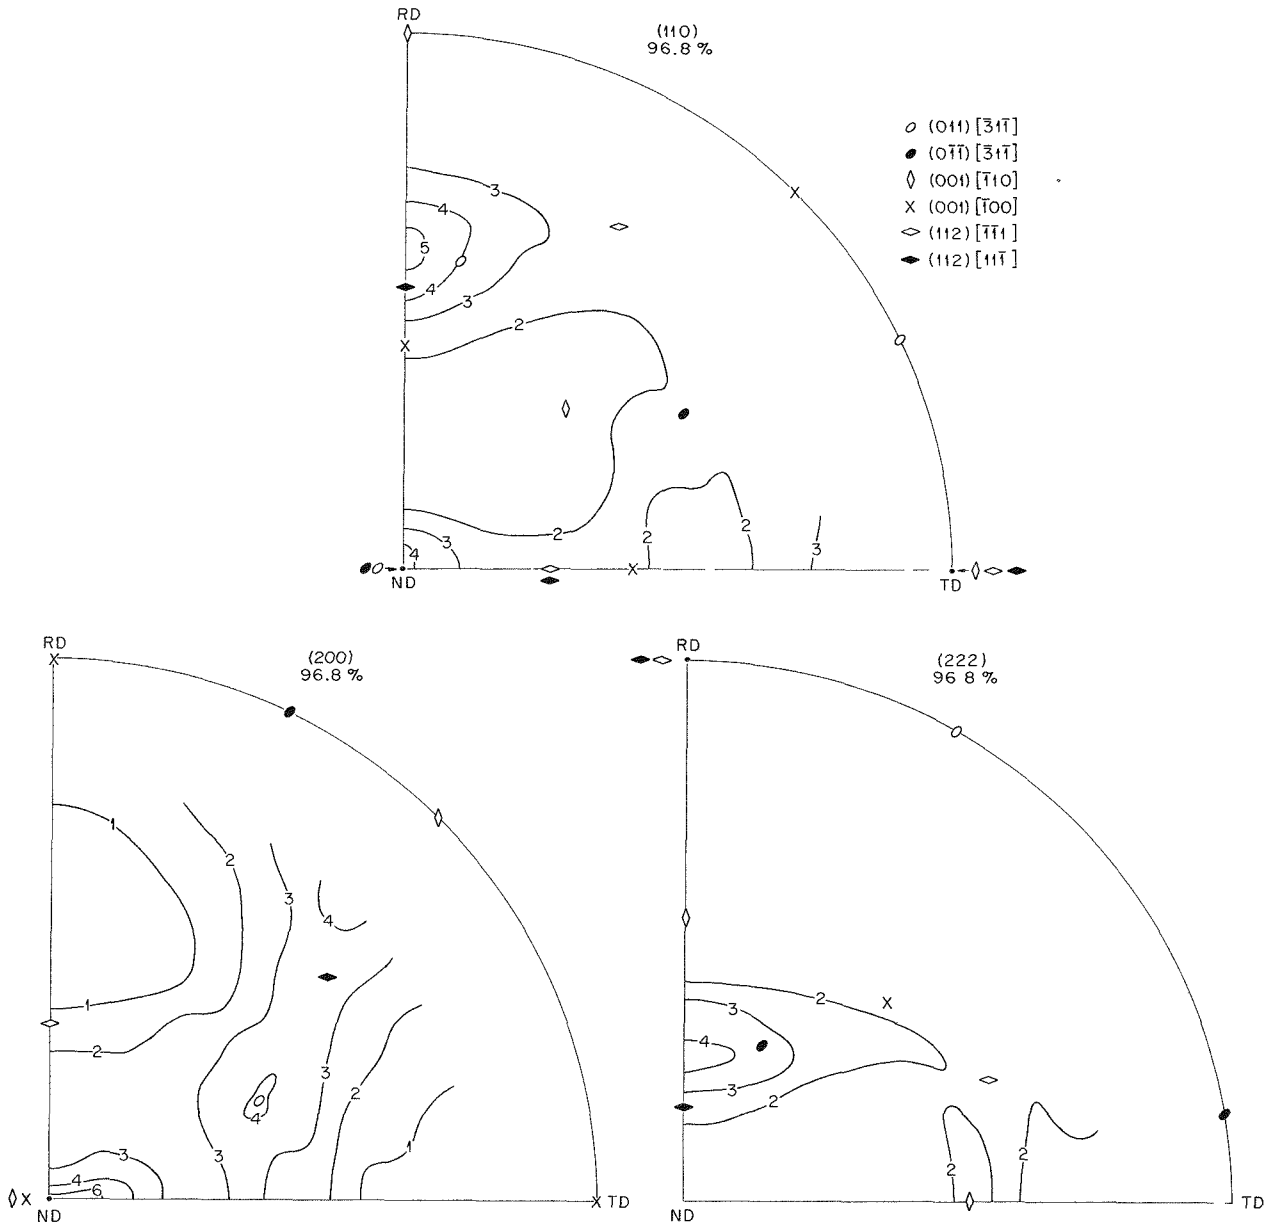 RD
(110)
96.8 %
(011) [3̅11̅]
(01̅1̅) [3̅11̅]
(001) [1̅10]
X (001) [1̅00]
(112) [1̅1̅1]
(112) [111̅]
3
4
5
4
3
2
X
X
2
2
2
3
3
4
X
ND
TD
RD
X
(200)
96.8 %
1
2
3
4
1
2
3
2
4
1
3
3
4
6
X
ND
X TD
RD
(222)
96 8 %
2
X
3
4
3
2
2
2
ND
TD